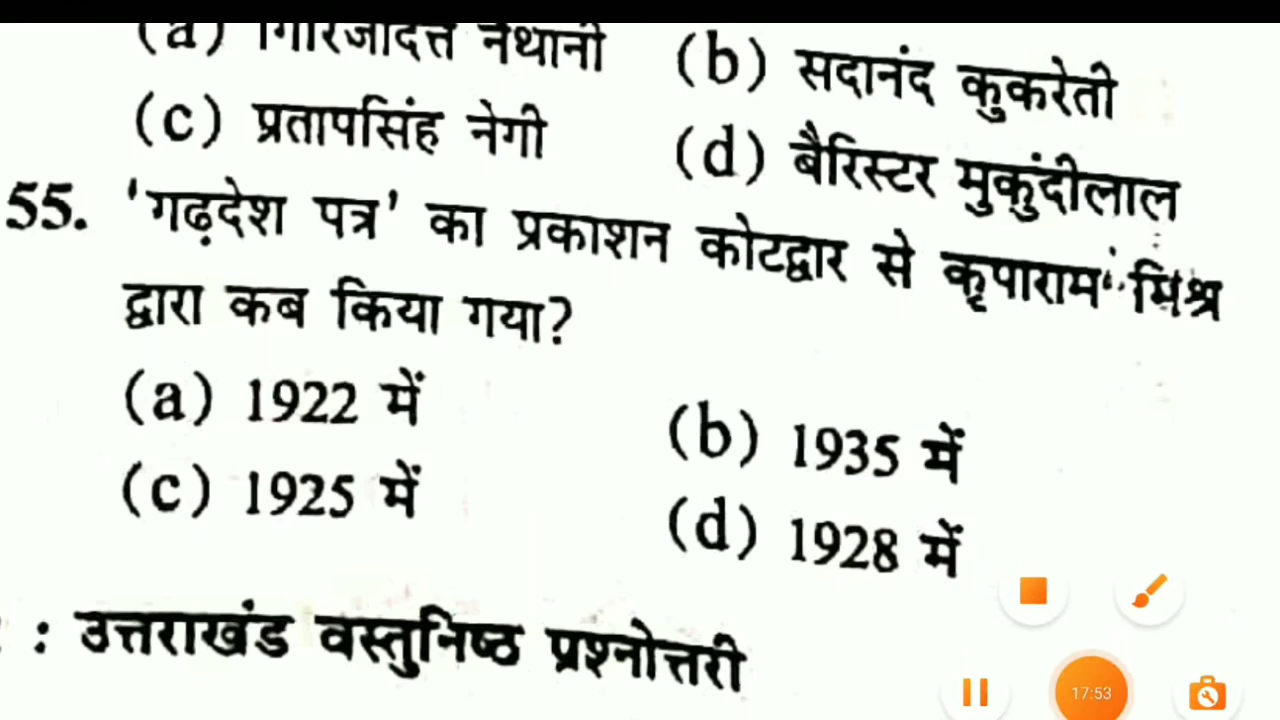 (a) गिरिजादत्त नैथानी (b) सदानंद कुकरेती
(c) प्रतापसिंह नेगी (d) बैरिस्टर मुकुंदीलाल
55. 'गढ़देश पत्र' का प्रकाशन कोटद्वार से कृपाराम मिश्र
द्वारा कब किया गया?
(a) 1922 में (b) 1935 में
(c) 1925 में (d) 1928 में
: उत्तराखंड वस्तुनिष्ठ प्रश्नोत्तरी
17:53